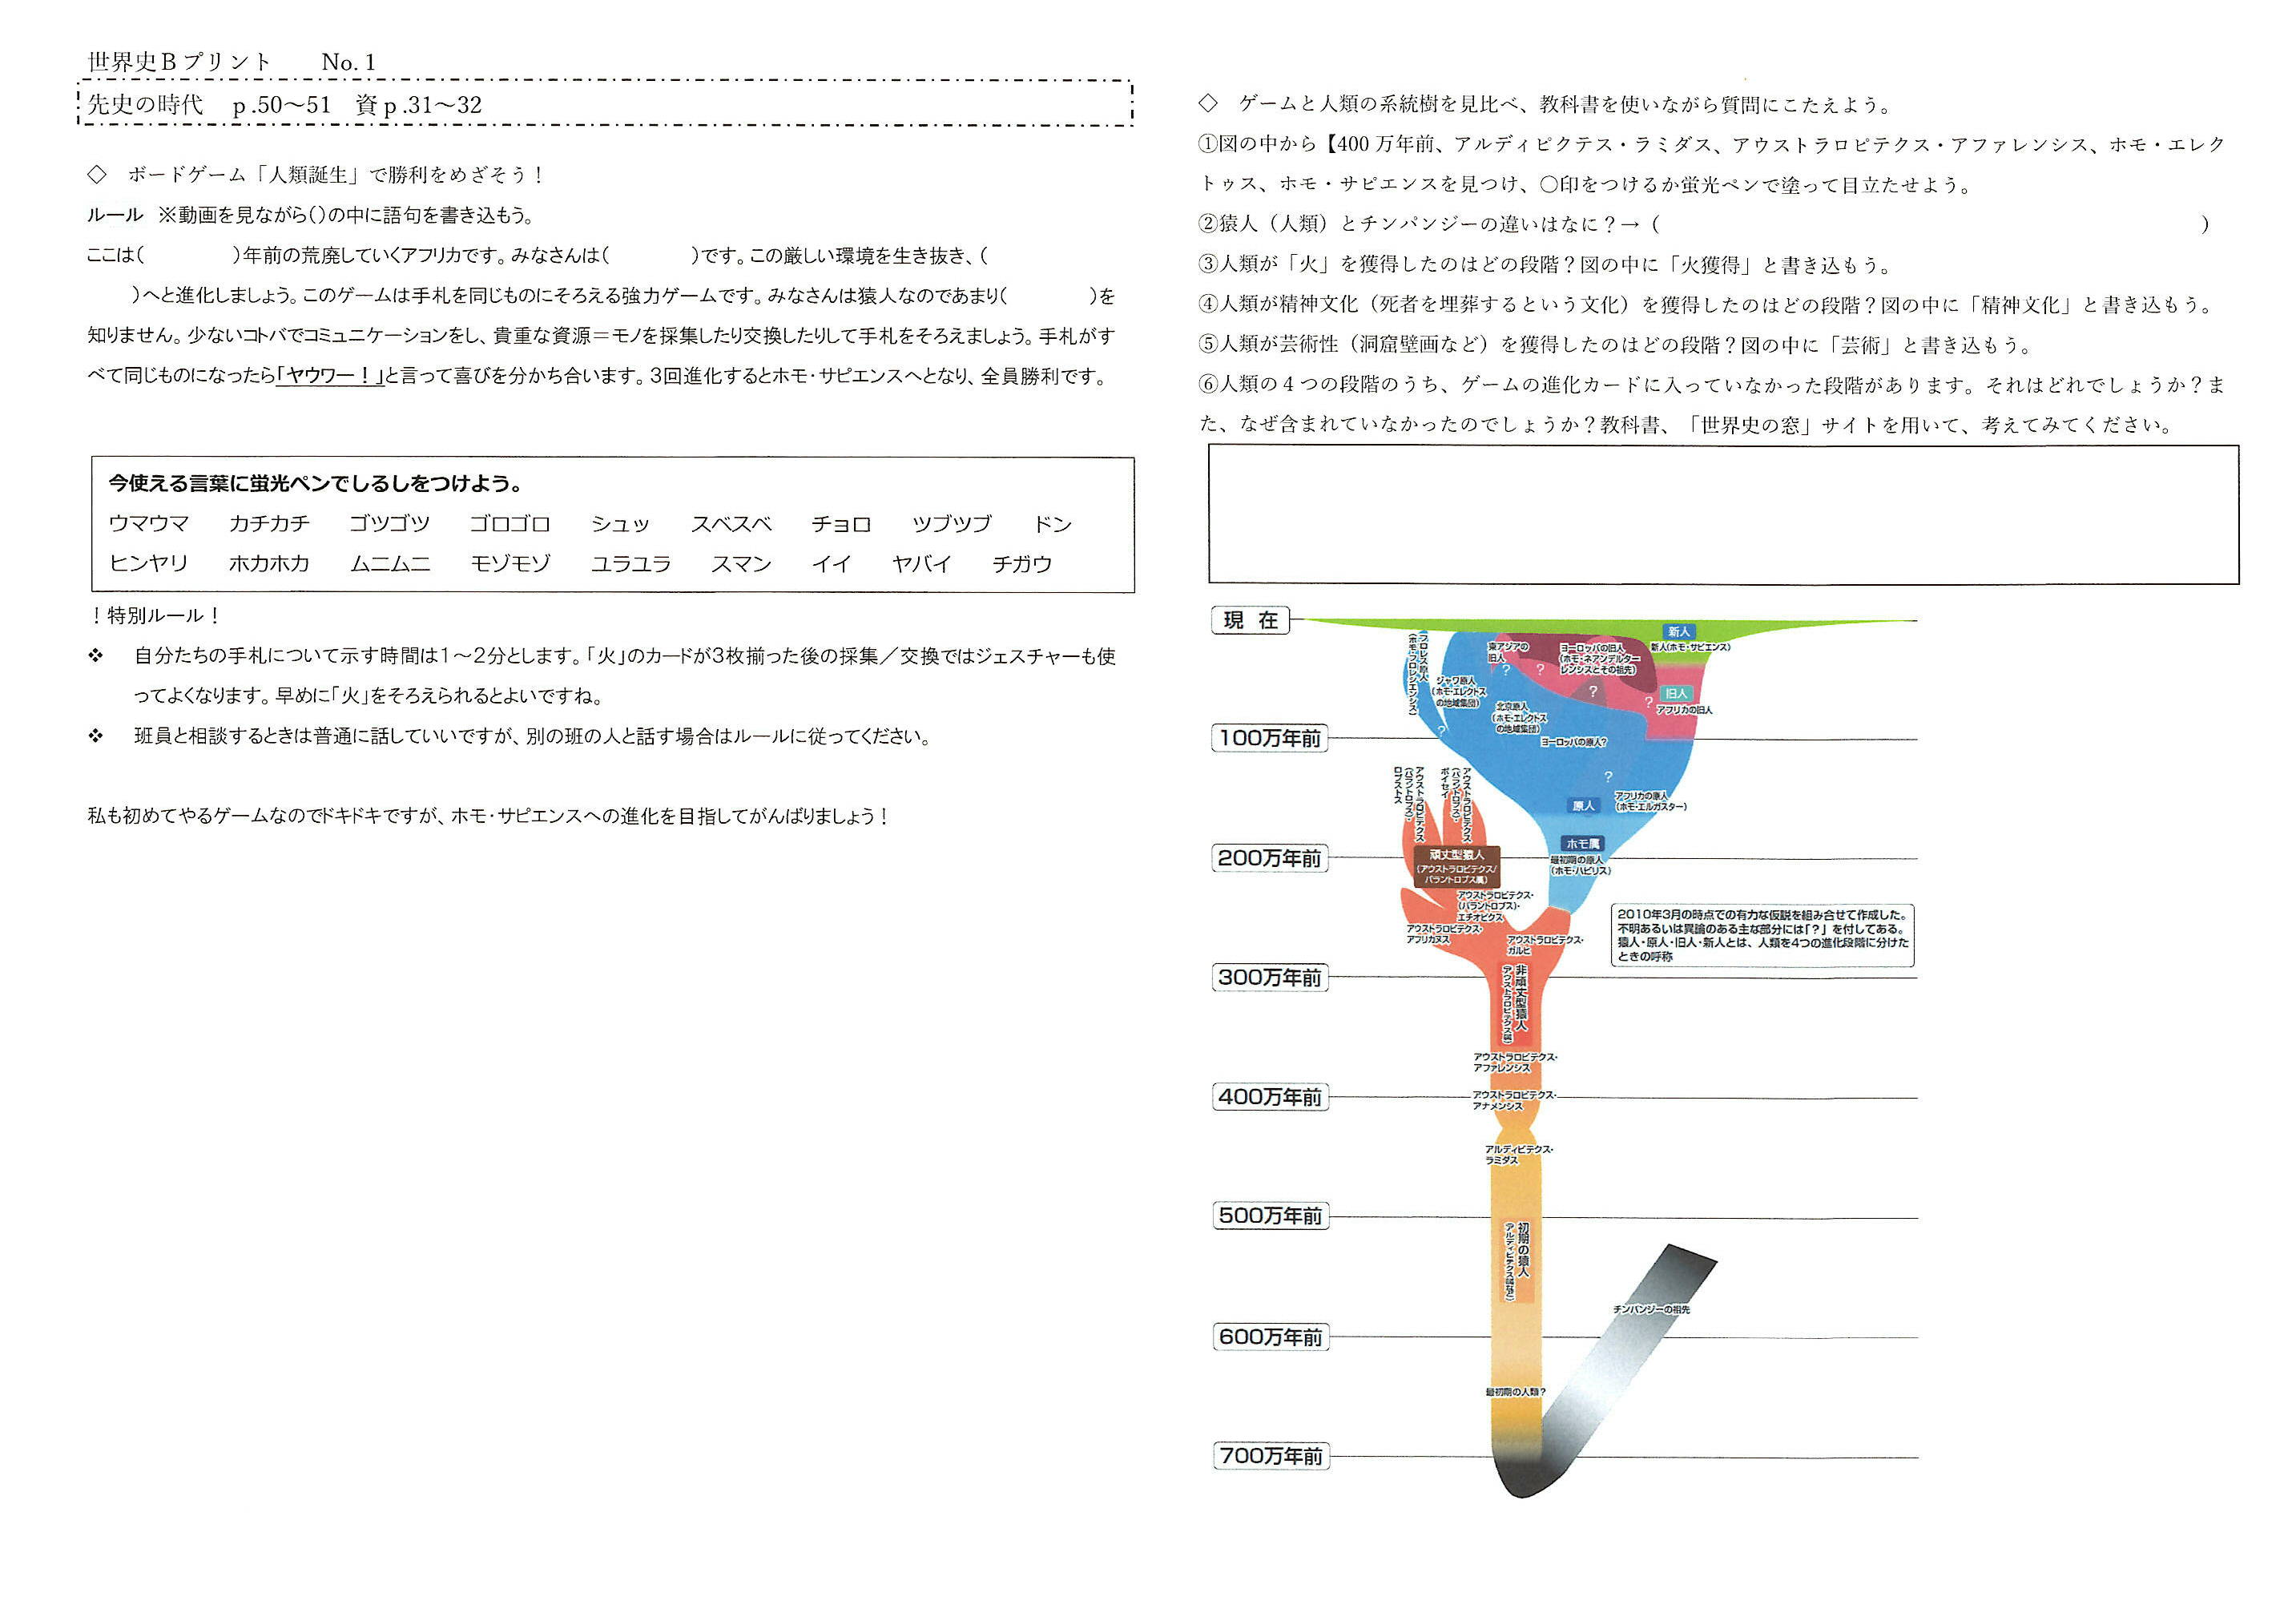 世界史Bプリント　　No. 1
先史の時代　p .50～51　資 p .31～32
◇　ボードゲーム「人類誕生」で勝利をめざそう！
ルール　※動画を見ながら()の中に語句を書き込もう。
ここは(　　　　)年前の荒廃していくアフリカです。みなさんは(　　　　)です。この厳しい環境を生き抜き、(
)へと進化しましょう。このゲームは手札を同じものにそろえる強力ゲームです。みなさんは猿人なのであまり(　　　　)を
知りません。少ないコトバでコミュニケーションをし、貴重な資源＝モノを採集したり交換したりして手札をそろえましょう。手札がす
べて同じものになったら「ヤウワー！」と言って喜びを分かち合います。3回進化するとホモ・サピエンスへとなり、全員勝利です。
今使える言葉に蛍光ペンでしるしをつけよう。
ウマウマ　カチカチ　ゴツゴツ　ゴロゴロ　シュッ　スベスベ　チョロ　ツブツブ　ドン
ヒンヤリ　ホカホカ　ムニムニ　モゾモゾ　ユラユラ　スマン　イイ　ヤバイ　チガウ
！特別ルール！
❖　自分たちの手札について示す時間は1～2分とします。「火」のカードが3枚揃った後の採集／交換ではジェスチャーも使
ってよくなります。早めに「火」をそろえられるとよいですね。
❖　班員と相談するときは普通に話していいですが、別の班の人と話す場合はルールに従ってください。
私も初めてやるゲームなのでドキドキですが、ホモ・サピエンスへの進化を目指してがんばりましょう！
◇　ゲームと人類の系統樹を見比べ、教科書を使いながら質問にこたえよう。
①図の中から【400 万年前、アルディピクテス・ラミダス、アウストラロピテクス・アファレンシス、ホモ・エレク
トゥス、ホモ・サピエンスを見つけ、〇印をつけるか蛍光ペンで塗って目立たせよう。
②猿人（人類）とチンパンジーの違いはなに？→（　　　　　　　　）
③人類が「火」を獲得したのはどの段階？図の中に「火獲得」と書き込もう。
④人類が精神文化（死者を埋葬するという文化）を獲得したのはどの段階？図の中に「精神文化」と書き込もう。
⑤人類が芸術性（洞窟壁画など）を獲得したのはどの段階？図の中に「芸術」と書き込もう。
⑥人類の４つの段階のうち、ゲームの進化カードに入っていなかった段階があります。それはどれでしょうか？ま
た、なぜ含まれていなかったのでしょうか？教科書、「世界史の窓」サイトを用いて、考えてみてください。
現 在
新人
新人(ホモ・サピエンス)
フロレス原人
(ホモ・フロレシエンシス)
東アジアの
旧人
ヨーロッパの旧人
(ホモ・ネアンデルター
レンシスとその祖先)
?
?
?
?
ジャワ原人
(ホモ・エレクトス
の地域集団)
旧人
アフリカの旧人
北京原人
(ホモ・エレクトス
の地域集団)
?
100万年前
ヨーロッパの原人?
?
アウストラロピテクス
(パラントロプス)・
ロブストス
アウストラロピテクス
(パラントロプス)・
ボイセイ
原人
アフリカの原人
(ホモ・エルガスター)
ホモ属
200万年前
頑丈型猿人
(アウストラロピテクス/
パラントロプス属)
最初期の原人
(ホモ・ハビリス)
アウストラロピテクス・
(パラントロプス)・
エチオピクス
アウストラロピテクス・
アフリカヌス
アウストラロピテクス・
ガルヒ
2010年3月の時点での有力な仮説を組み合せて作成した。
不明あるいは異論のある主な部分には「?」を付してある。
猿人・原人・旧人・新人とは、人類を4つの進化段階に分けた
ときの呼称
300万年前
非頑丈型猿人
(アウストラロピテクス属)
アウストラロピテクス・
アファレンシス
400万年前
アウストラロピテクス・
アナメンシス
アルディピテクス・
ラミダス
500万年前
初期の猿人
(アルディピテクス属など)
チンパンジーの祖先
600万年前
最初期の人類?
700万年前